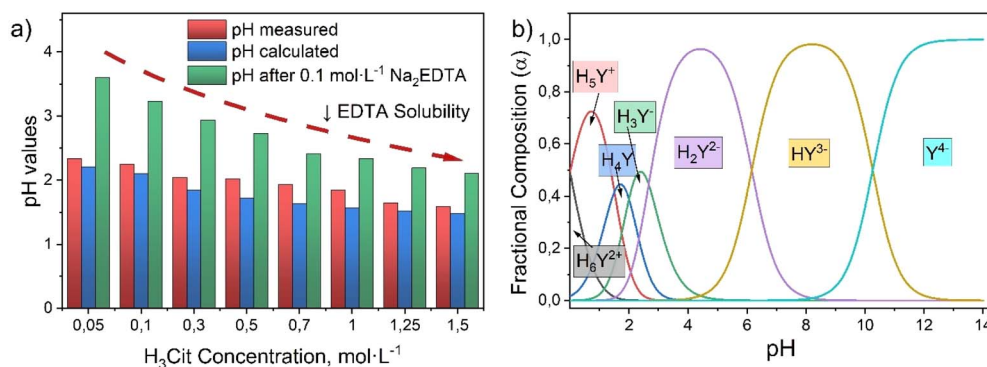 a)
pH measured
pH calculated
pH after 0.1 mol·L⁻¹ Na₂EDTA
↓ EDTA Solubility
pH values
4
3
2
1
0
0,05 0,1 0,3 0,5 0,7 1 1,25 1,5
H₃Cit Concentration, mol·L⁻¹
b)
Fractional Composition (α)
1,0
0,8
0,6
0,4
0,2
0,0
H₅Y⁺
H₃Y⁻
H₄Y
H₂Y²⁻
HY³⁻
Y⁴⁻
H₆Y²⁺
2 4 6 8 10 12 14
pH